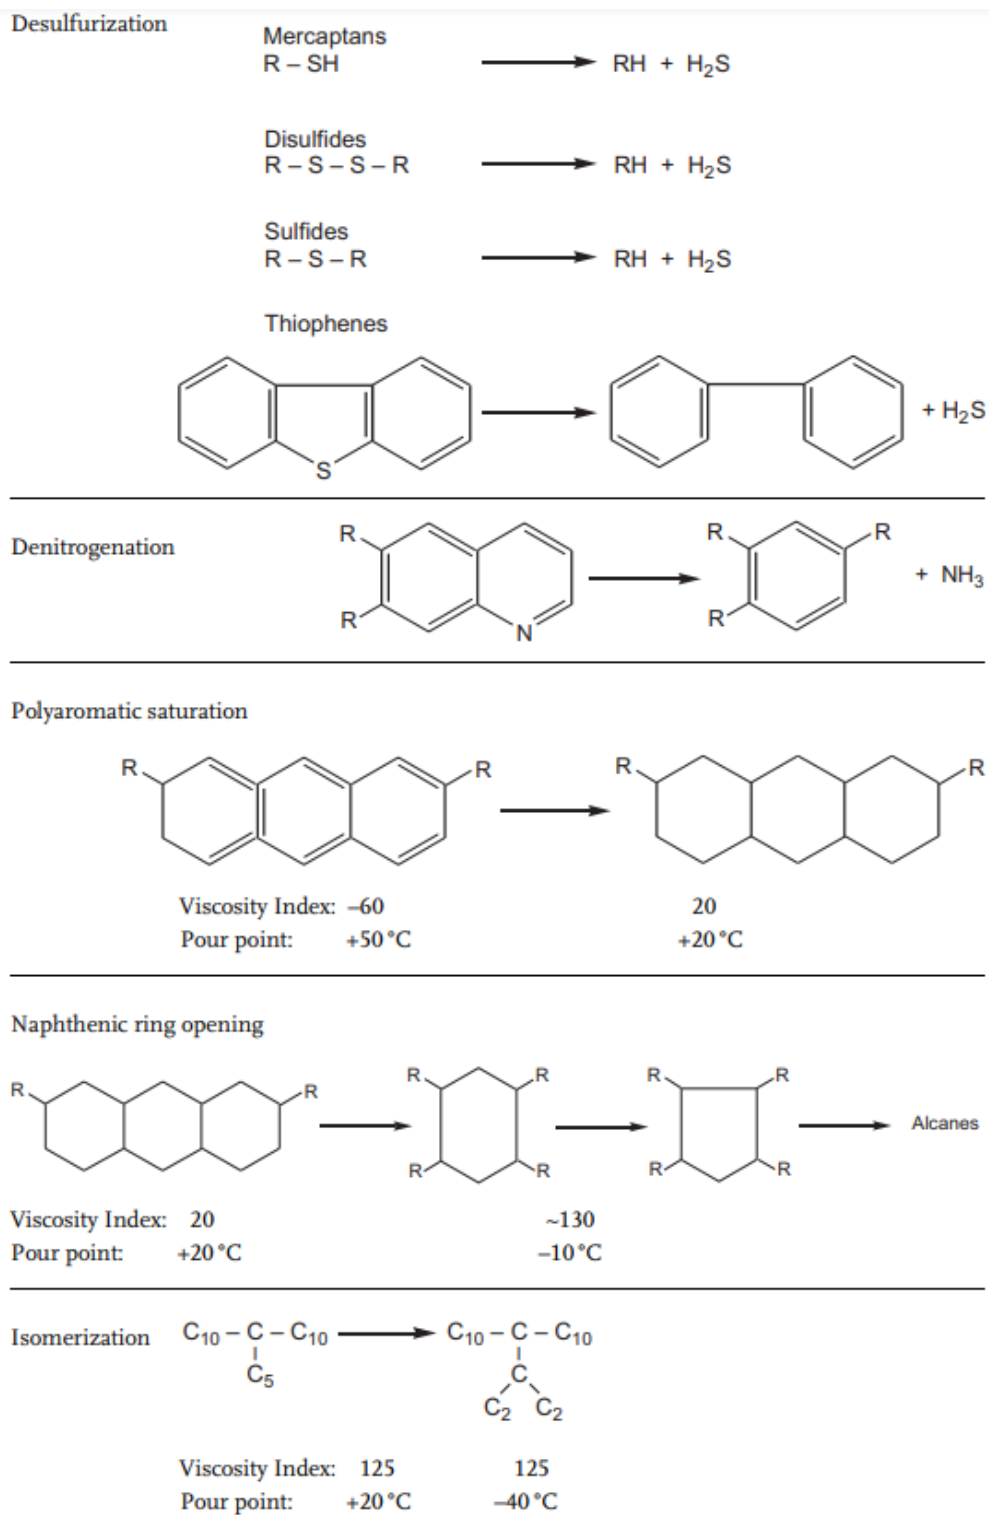 Desulfurization
Mercaptans
R – SH RH + H₂S
Disulfides
R – S – S – R RH + H₂S
Sulfides
R – S – R RH + H₂S
Thiophenes
S + H₂S
Denitrogenation
R R R
+ NH₃
R N R
Polyaromatic saturation
R R R R
Viscosity Index: –60 20
Pour point: +50 °C +20 °C
Naphthenic ring opening
R R R R R R
Alcanes
R R R R
Viscosity Index: 20 ~130
Pour point: +20 °C –10 °C
Isomerization C₁₀ – C – C₁₀ C₁₀ – C – C₁₀
C₅ C
C₂ C₂
Viscosity Index: 125 125
Pour point: +20 °C –40 °C